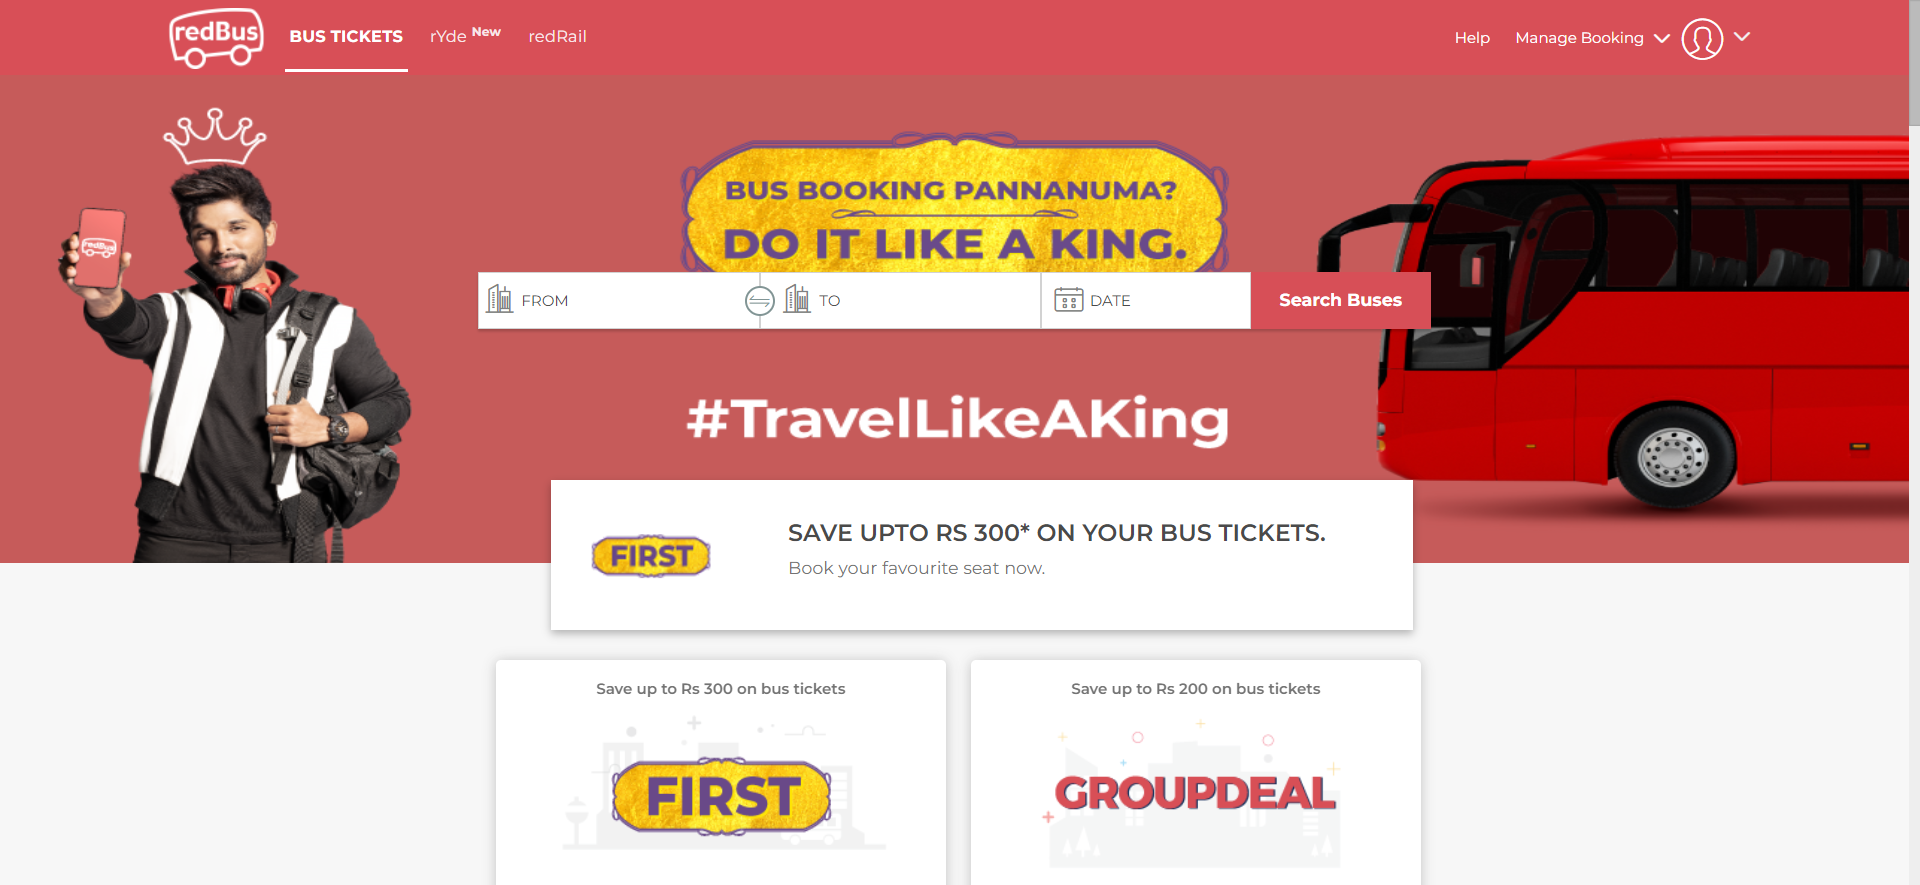 redBus
BUS TICKETS
rYde New
redRail
Help
Manage Booking
redBus
BUS BOOKING PANNANUMA?
DO IT LIKE A KING.
FROM
TO
DATE
Search Buses
#TravelLikeAKing
FIRST
SAVE UPTO RS 300* ON YOUR BUS TICKETS.
Book your favourite seat now.
Save up to Rs 300 on bus tickets
FIRST
Save up to Rs 200 on bus tickets
GROUPDEAL